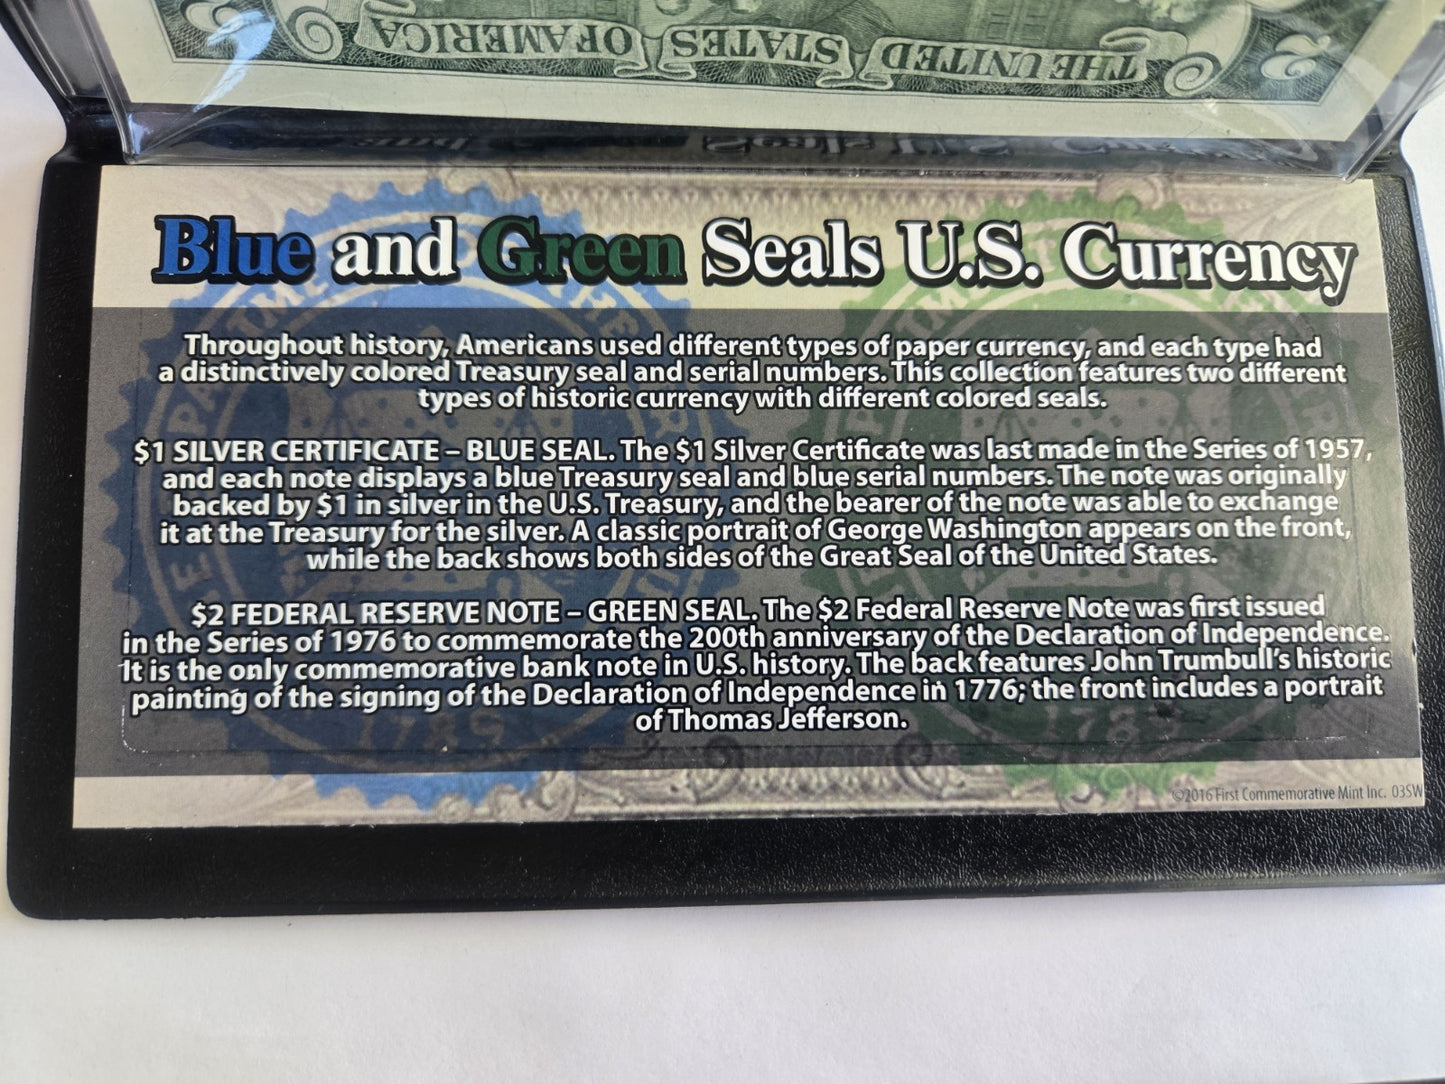 THE UNITED STATES OF AMERICA
2
2
Blue and Green Seals U.S. Currency
Throughout history, Americans used different types of paper currency, and each type had
a distinctively colored Treasury seal and serial numbers. This collection features two different
types of historic currency with different colored seals.
$1 SILVER CERTIFICATE – BLUE SEAL. The $1 Silver Certificate was last made in the Series of 1957,
and each note displays a blue Treasury seal and blue serial numbers. The note was originally
backed by $1 in silver in the U.S. Treasury, and the bearer of the note was able to exchange
it at the Treasury for the silver. A classic portrait of George Washington appears on the front,
while the back shows both sides of the Great Seal of the United States.
$2 FEDERAL RESERVE NOTE – GREEN SEAL. The $2 Federal Reserve Note was first issued
in the Series of 1976 to commemorate the 200th anniversary of the Declaration of Independence.
It is the only commemorative bank note in U.S. history. The back features John Trumbull's historic
painting of the signing of the Declaration of Independence in 1776; the front includes a portrait
of Thomas Jefferson.
1789
1789
©2016 First Commemorative Mint Inc. 03SW